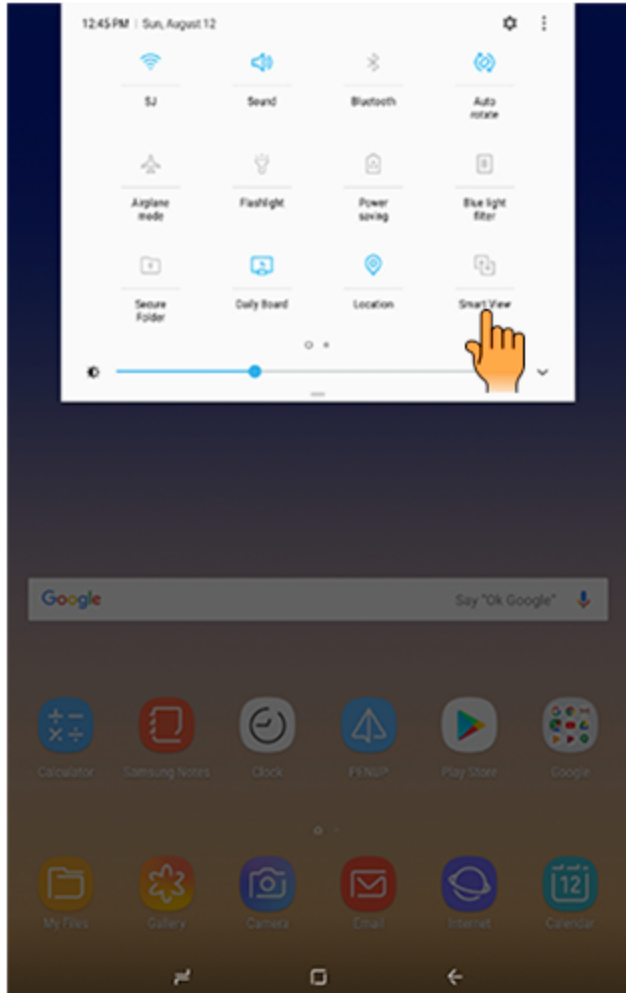 12:45 PM | Sun, August 12
SJ
Sound
Bluetooth
Auto
rotate
Airplane
mode
Flashlight
Power
saving
Blue light
filter
Secure
Folder
Daily Board
Location
Smart View
Google
Say "Ok Google"
Calculator
Samsung Notes
Clock
PENUP
Play Store
Google
My Files
Gallery
Camera
Email
Internet
12
Calendar